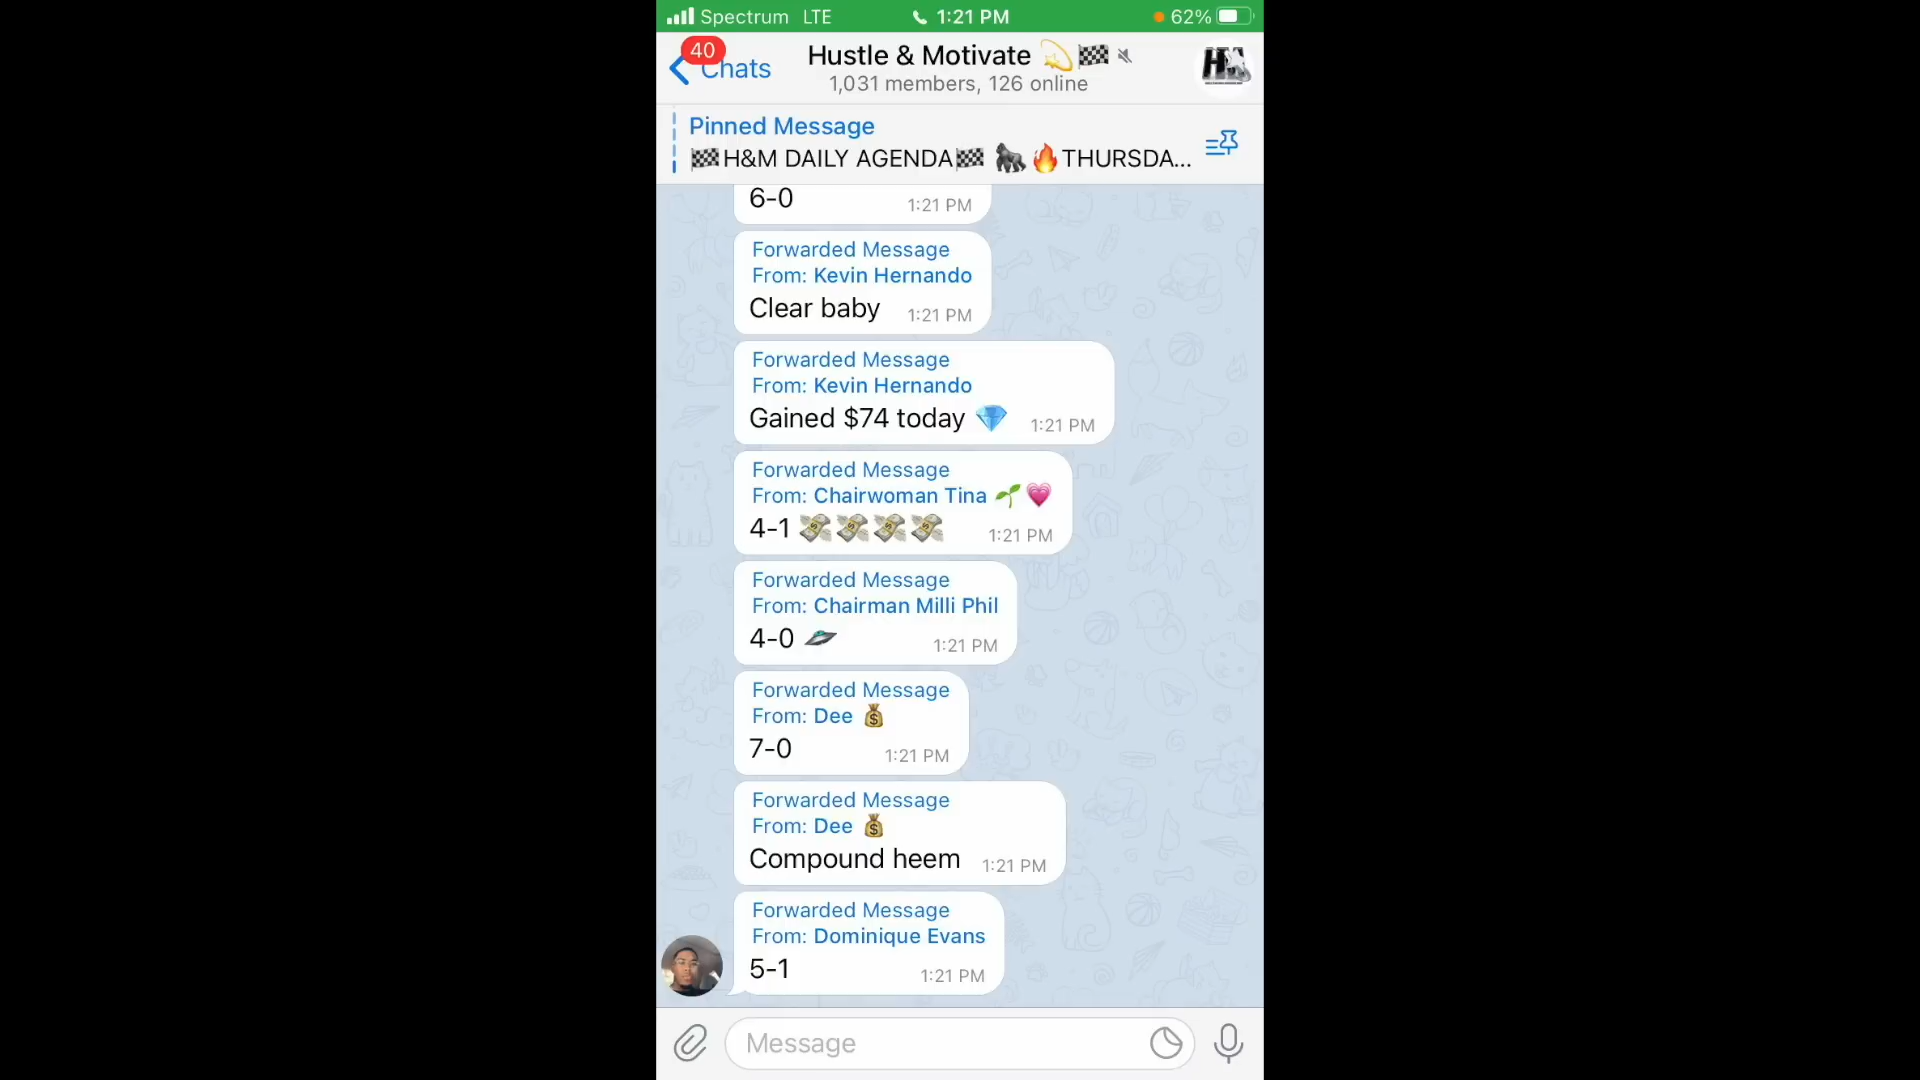 Spectrum LTE 1:21 PM 62%
40
Chats
Hustle & Motivate 💫🏁
1,031 members, 126 online
Pinned Message
🏁H&M DAILY AGENDA🏁 🦍🔥THURSDA...
6-0 1:21 PM
Forwarded Message
From: Kevin Hernando
Clear baby 1:21 PM
Forwarded Message
From: Kevin Hernando
Gained $74 today 💎 1:21 PM
Forwarded Message
From: Chairwoman Tina 🌱💗
4-1 💸💸💸💸 1:21 PM
Forwarded Message
From: Chairman Milli Phil
4-0 🛸 1:21 PM
Forwarded Message
From: Dee 💰
7-0 1:21 PM
Forwarded Message
From: Dee 💰
Compound heem 1:21 PM
Forwarded Message
From: Dominique Evans
5-1 1:21 PM
Message